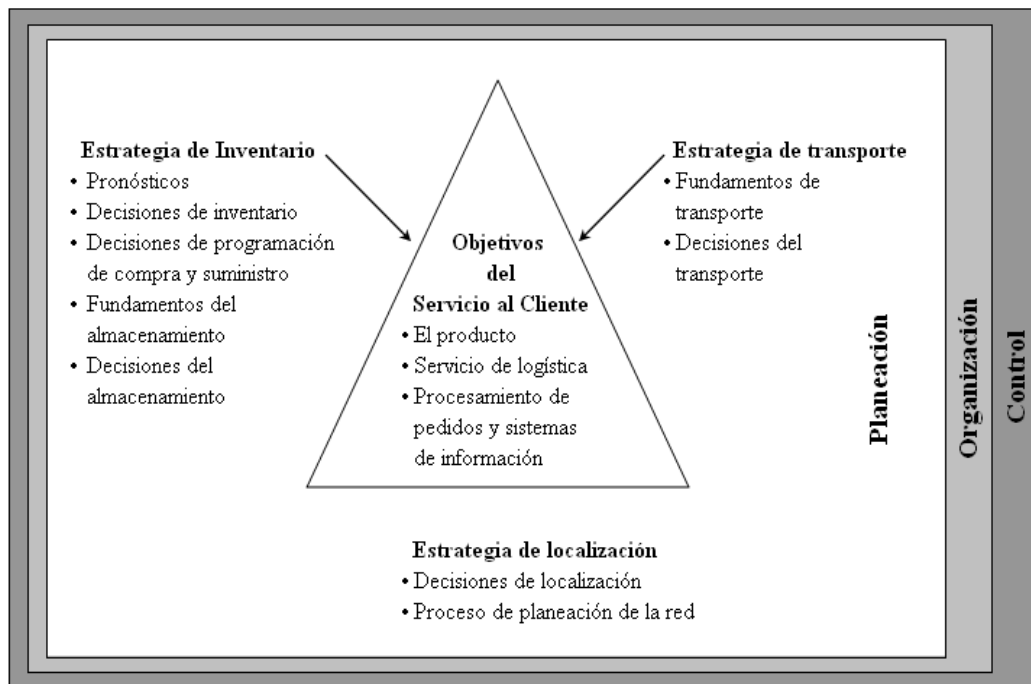 Estrategia de Inventario
• Pronósticos
• Decisiones de inventario
• Decisiones de programación
de compra y suministro
• Fundamentos del
almacenamiento
• Decisiones del
almacenamiento
Objetivos
del
Servicio al Cliente
• El producto
• Servicio de logística
• Procesamiento de
pedidos y sistemas
de información
Estrategia de transporte
• Fundamentos de
transporte
• Decisiones del
transporte
Estrategia de localización
• Decisiones de localización
• Proceso de planeación de la red
Planeación
Organización
Control